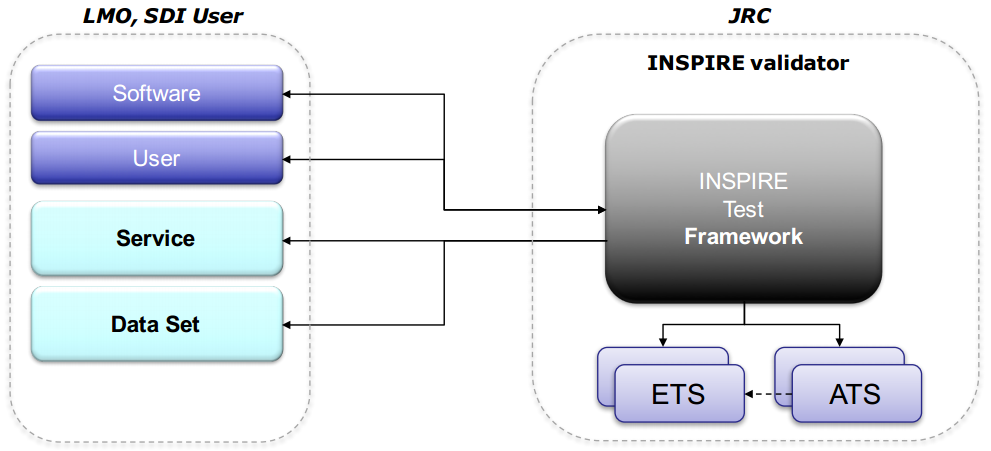 LMO, SDI User
Software
User
Service
Data Set
JRC
INSPIRE validator
INSPIRE
Test
Framework
ETS
ATS